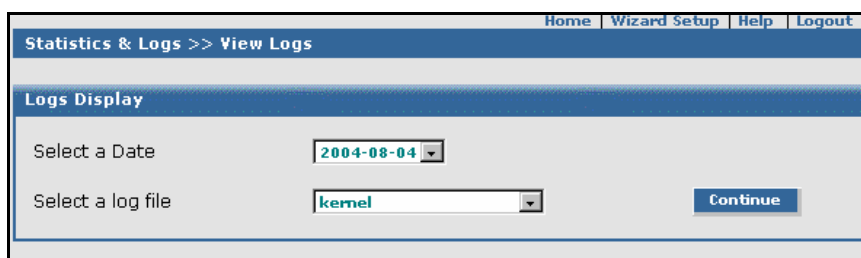 Home | Wizard Setup | Help | Logout
Statistics & Logs >> View Logs
Logs Display
Select a Date 2004-08-04
Select a log file kernel Continue